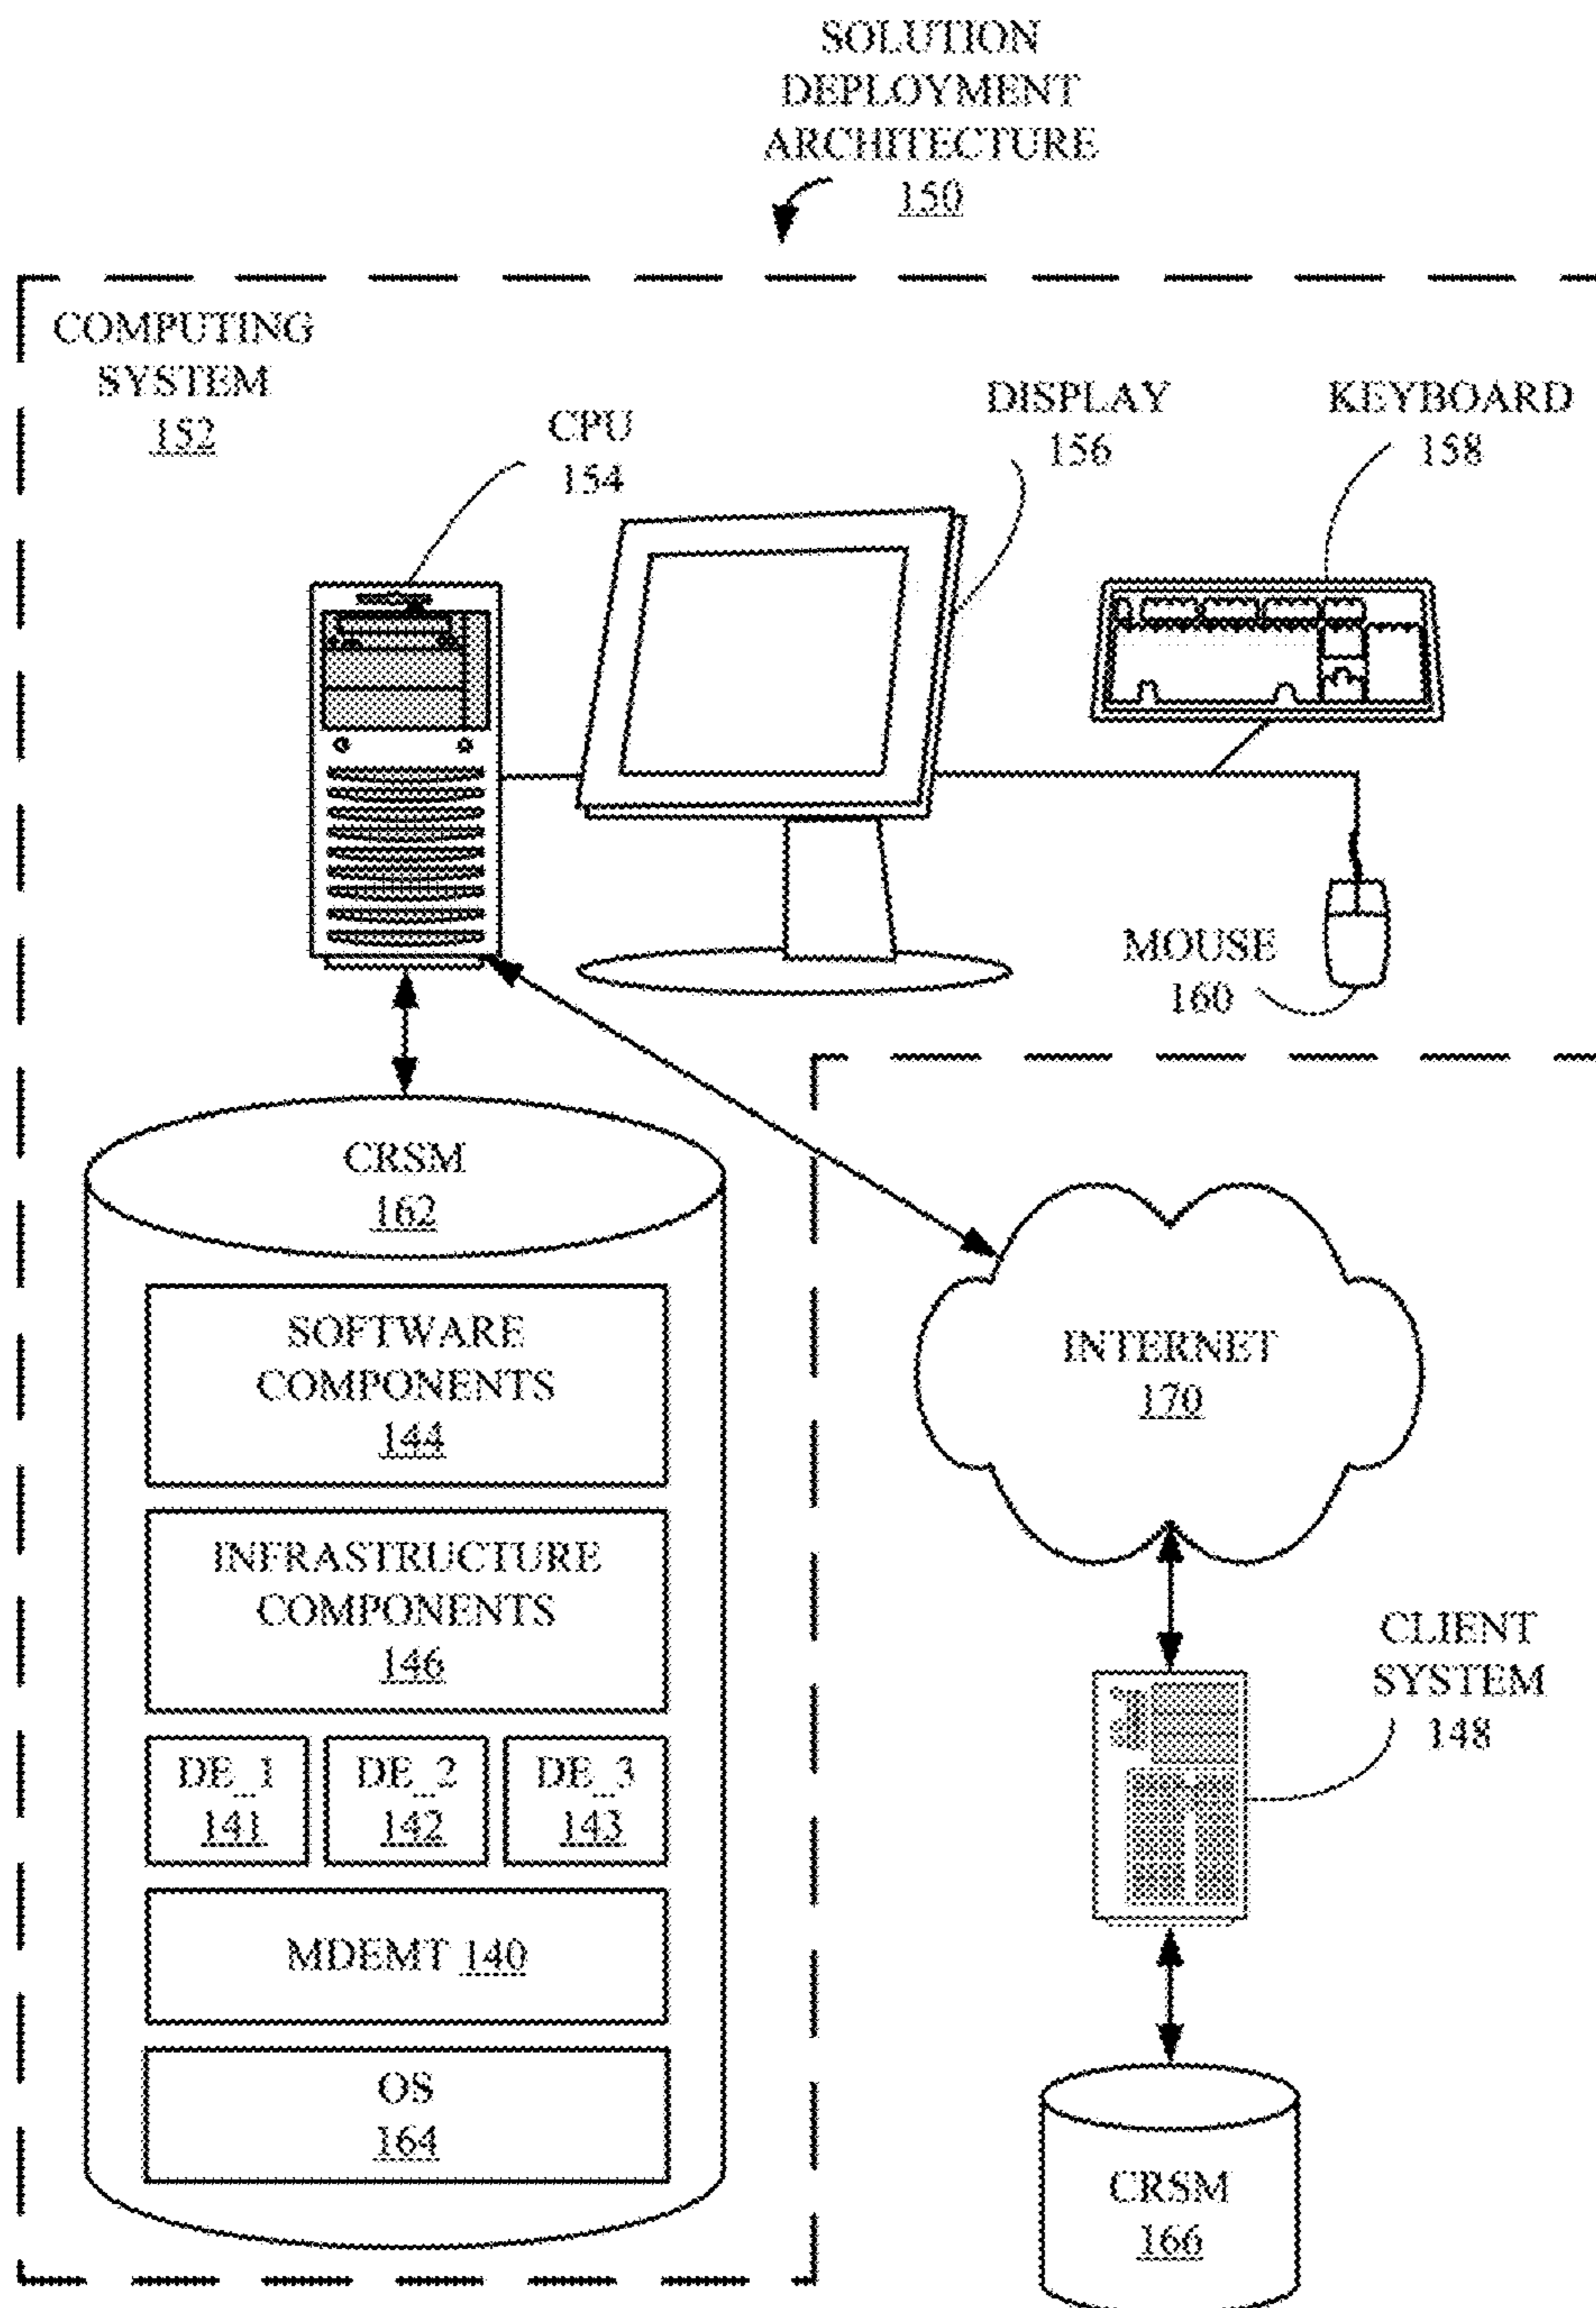 SOLUTION
DEPLOYMENT
ARCHITECTURE
150
COMPUTING
SYSTEM
152
CPU
154
DISPLAY
156
KEYBOARD
158
MOUSE
160
CRSM
162
SOFTWARE
COMPONENTS
144
INFRASTRUCTURE
COMPONENTS
146
DE_1
141
DE_2
142
DE_3
143
MDEMT 140
OS
164
INTERNET
170
CLIENT
SYSTEM
148
CRSM
166